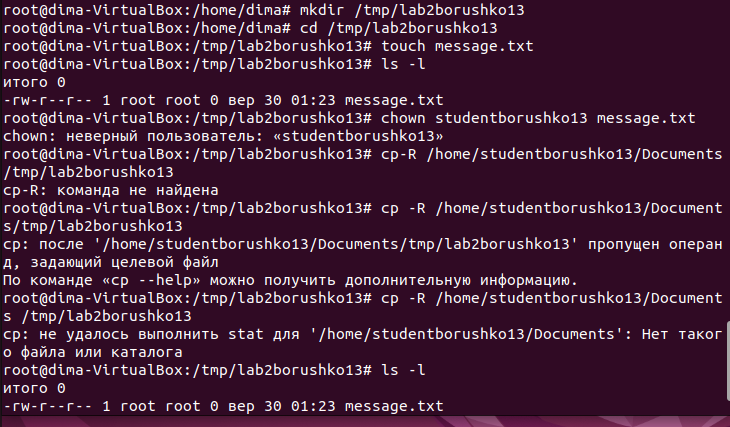 root@dima-VirtualBox:/home/dima# mkdir /tmp/lab2borushko13
root@dima-VirtualBox:/home/dima# cd /tmp/lab2borushko13
root@dima-VirtualBox:/tmp/lab2borushko13# touch message.txt
root@dima-VirtualBox:/tmp/lab2borushko13# ls -l
итого 0
-rw-r--r-- 1 root root 0 вер 30 01:23 message.txt
root@dima-VirtualBox:/tmp/lab2borushko13# chown studentborushko13 message.txt
chown: неверный пользователь: «studentborushko13»
root@dima-VirtualBox:/tmp/lab2borushko13# cp-R /home/studentborushko13/Documents
/tmp/lab2borushko13
cp-R: команда не найдена
root@dima-VirtualBox:/tmp/lab2borushko13# cp -R /home/studentborushko13/Document
s/tmp/lab2borushko13
cp: после '/home/studentborushko13/Documents/tmp/lab2borushko13' пропущен операн
д, задающий целевой файл
По команде «cp --help» можно получить дополнительную информацию.
root@dima-VirtualBox:/tmp/lab2borushko13# cp -R /home/studentborushko13/Document
s /tmp/lab2borushko13
cp: не удалось выполнить stat для '/home/studentborushko13/Documents': Нет таког
о файла или каталога
root@dima-VirtualBox:/tmp/lab2borushko13# ls -l
итого 0
-rw-r--r-- 1 root root 0 вер 30 01:23 message.txt